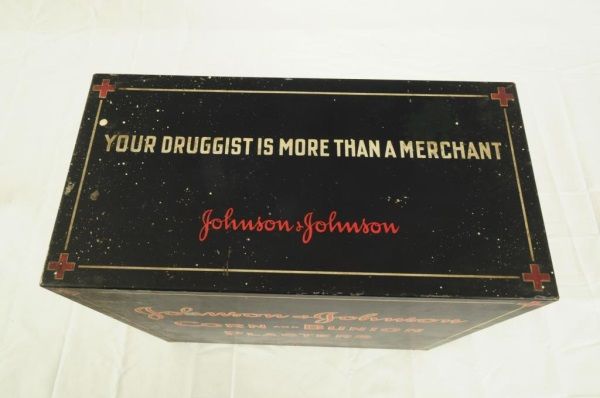 YOUR DRUGGIST IS MORE THAN A MERCHANT
Johnson & Johnson
Johnson & Johnson
CORN AND BUNION
PLASTERS